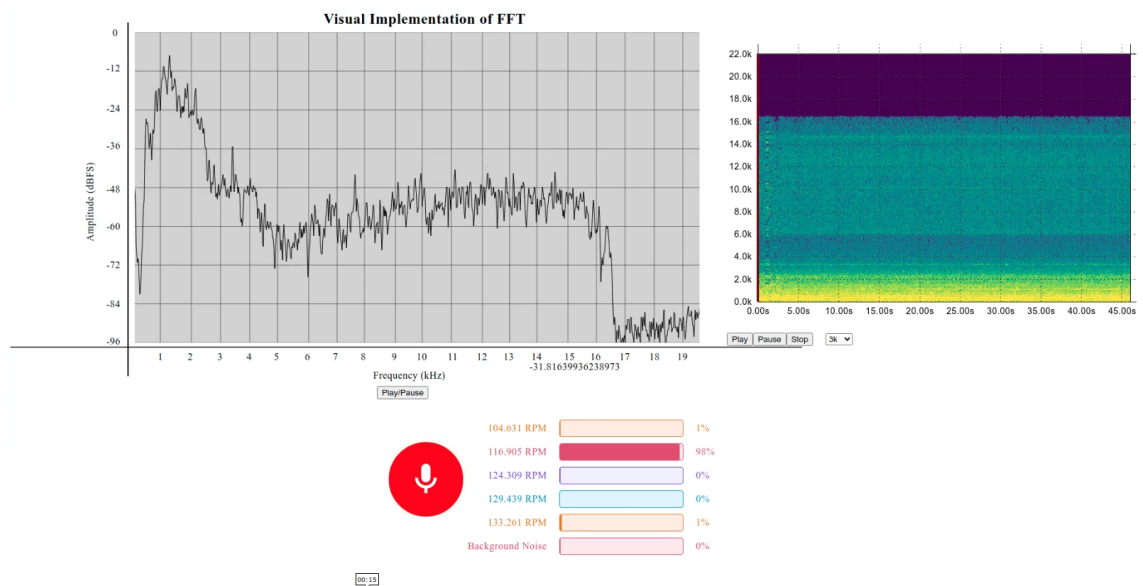 Visual Implementation of FFT
Amplitude (dBFS)
0
-12
-24
-36
-48
-60
-72
-84
-96
1 2 3 4 5 6 7 8 9 10 11 12 13 14 15 16 17 18 19
Frequency (kHz)
-31.81639936238973
Play/Pause
22.0k
20.0k
18.0k
16.0k
14.0k
12.0k
10.0k
8.0k
6.0k
4.0k
2.0k
0.0k
0.00s 5.00s 10.00s 15.00s 20.00s 25.00s 30.00s 35.00s 40.00s 45.00s
Play Pause Stop 3k
104.631 RPM 1%
116.905 RPM 98%
124.309 RPM 0%
129.439 RPM 0%
133.261 RPM 1%
Background Noise 0%
00:15